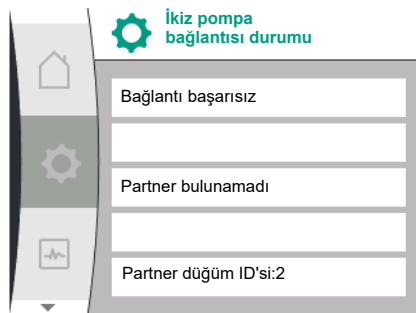 İkiz pompa
bağlantısı durumu
Bağlantı başarısız
Partner bulunamadı
Partner düğüm ID'si:2